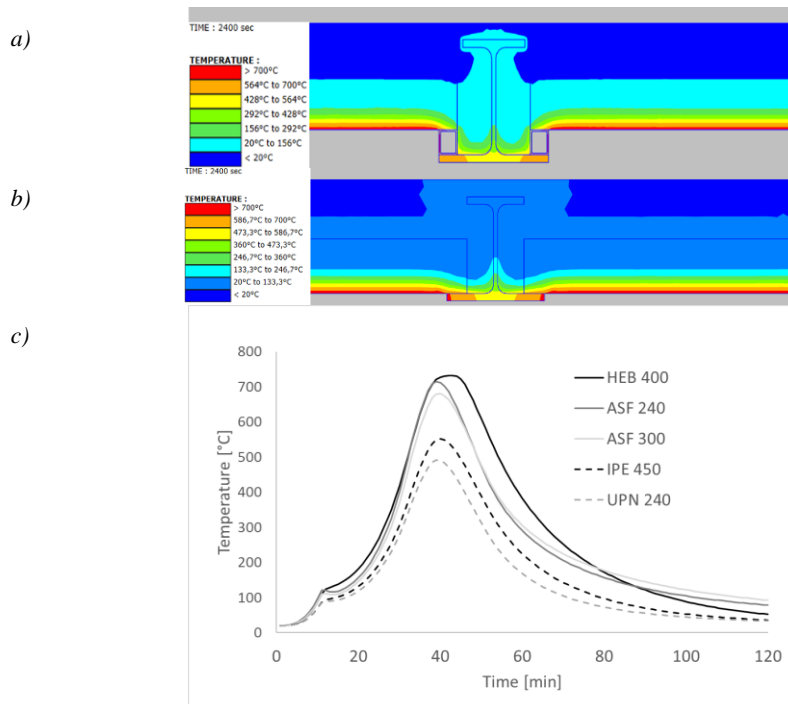 a)
TIME : 2400 sec
TEMPERATURE :
> 700°C
564°C to 700°C
428°C to 564°C
292°C to 428°C
156°C to 292°C
20°C to 156°C
< 20°C
b)
TIME: 2400 sec
TEMPERATURE :
> 700°C
586,7°C to 700°C
473,3°C to 586,7°C
360°C to 473,3°C
246,7°C to 360°C
133,3°C to 246,7°C
20°C to 133,3°C
< 20°C
c)
800
700
600
500
400
300
200
100
0
Temperature [°C]
HEB 400
ASF 240
ASF 300
IPE 450
UPN 240
0 20 40 60 80 100 120
Time [min]